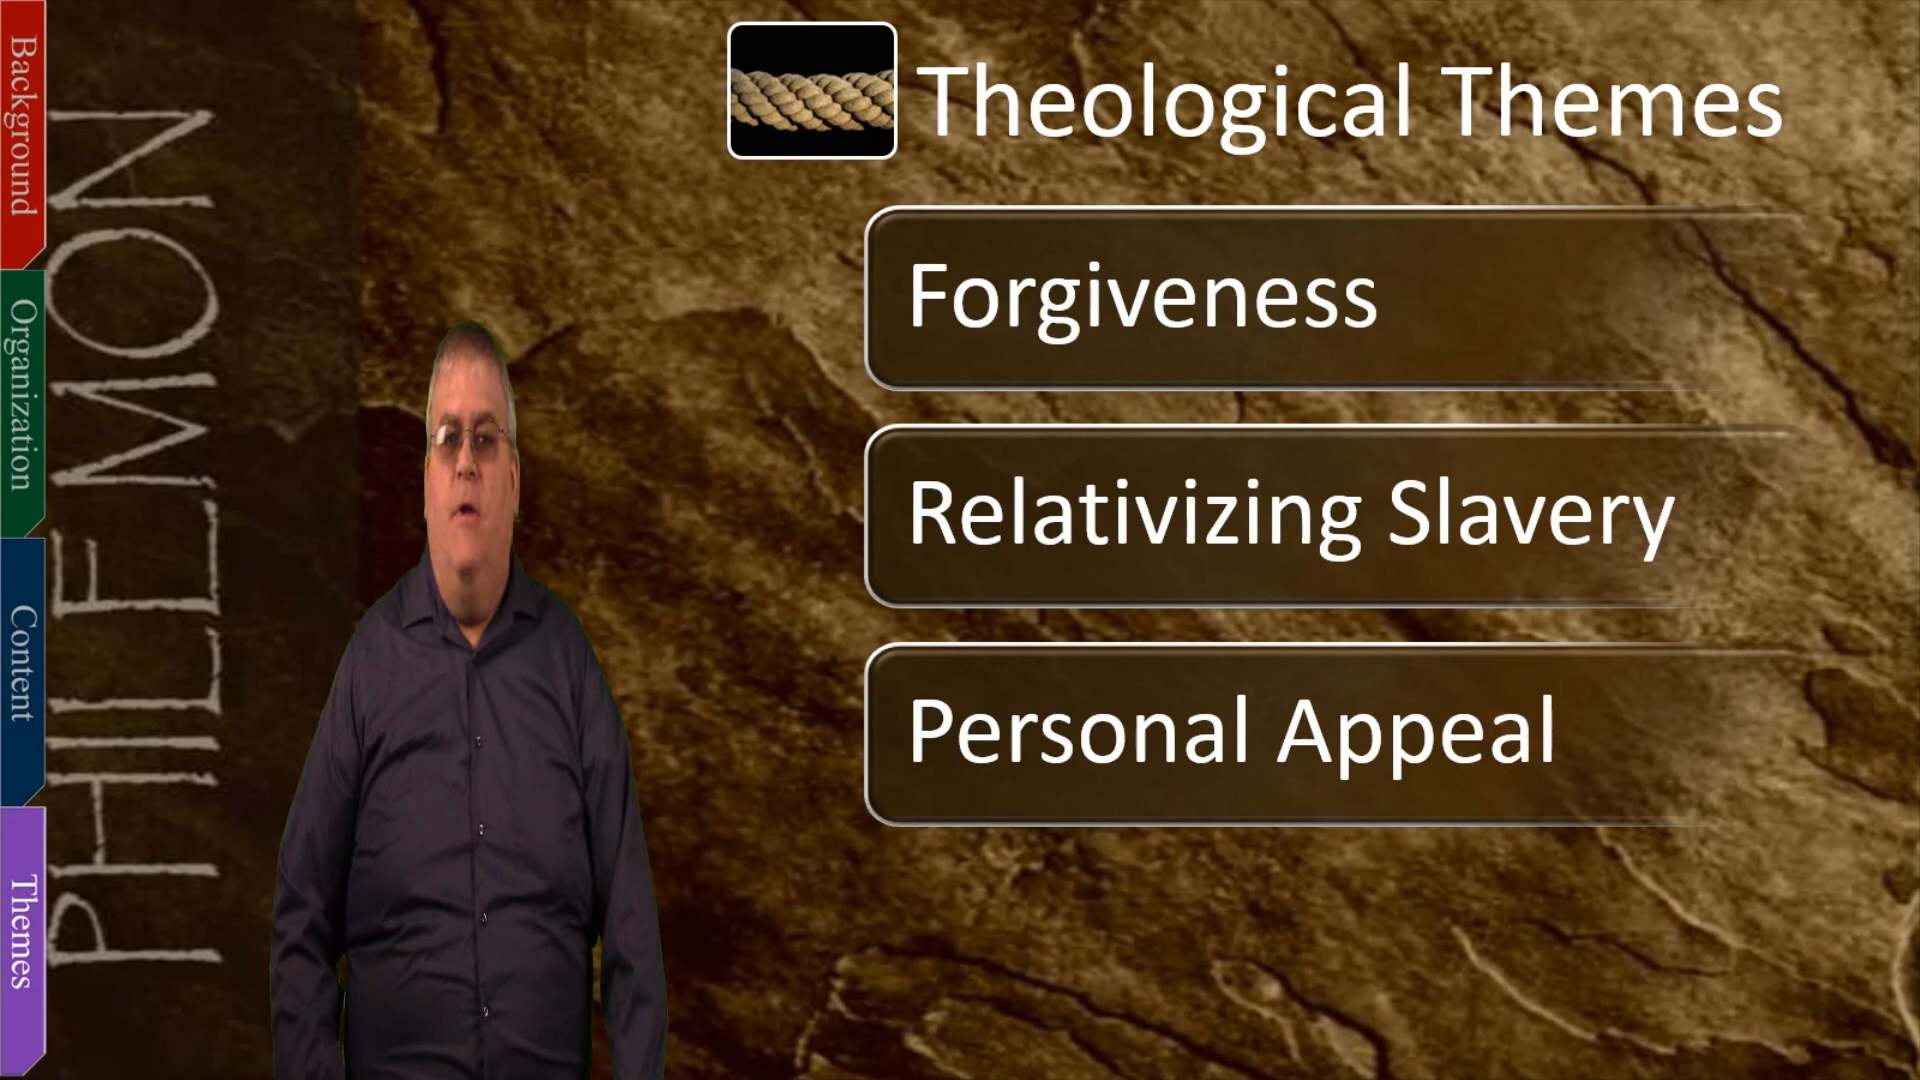 Background
Organization
Content
Themes
PHILEMON
Theological Themes
Forgiveness
Relativizing Slavery
Personal Appeal